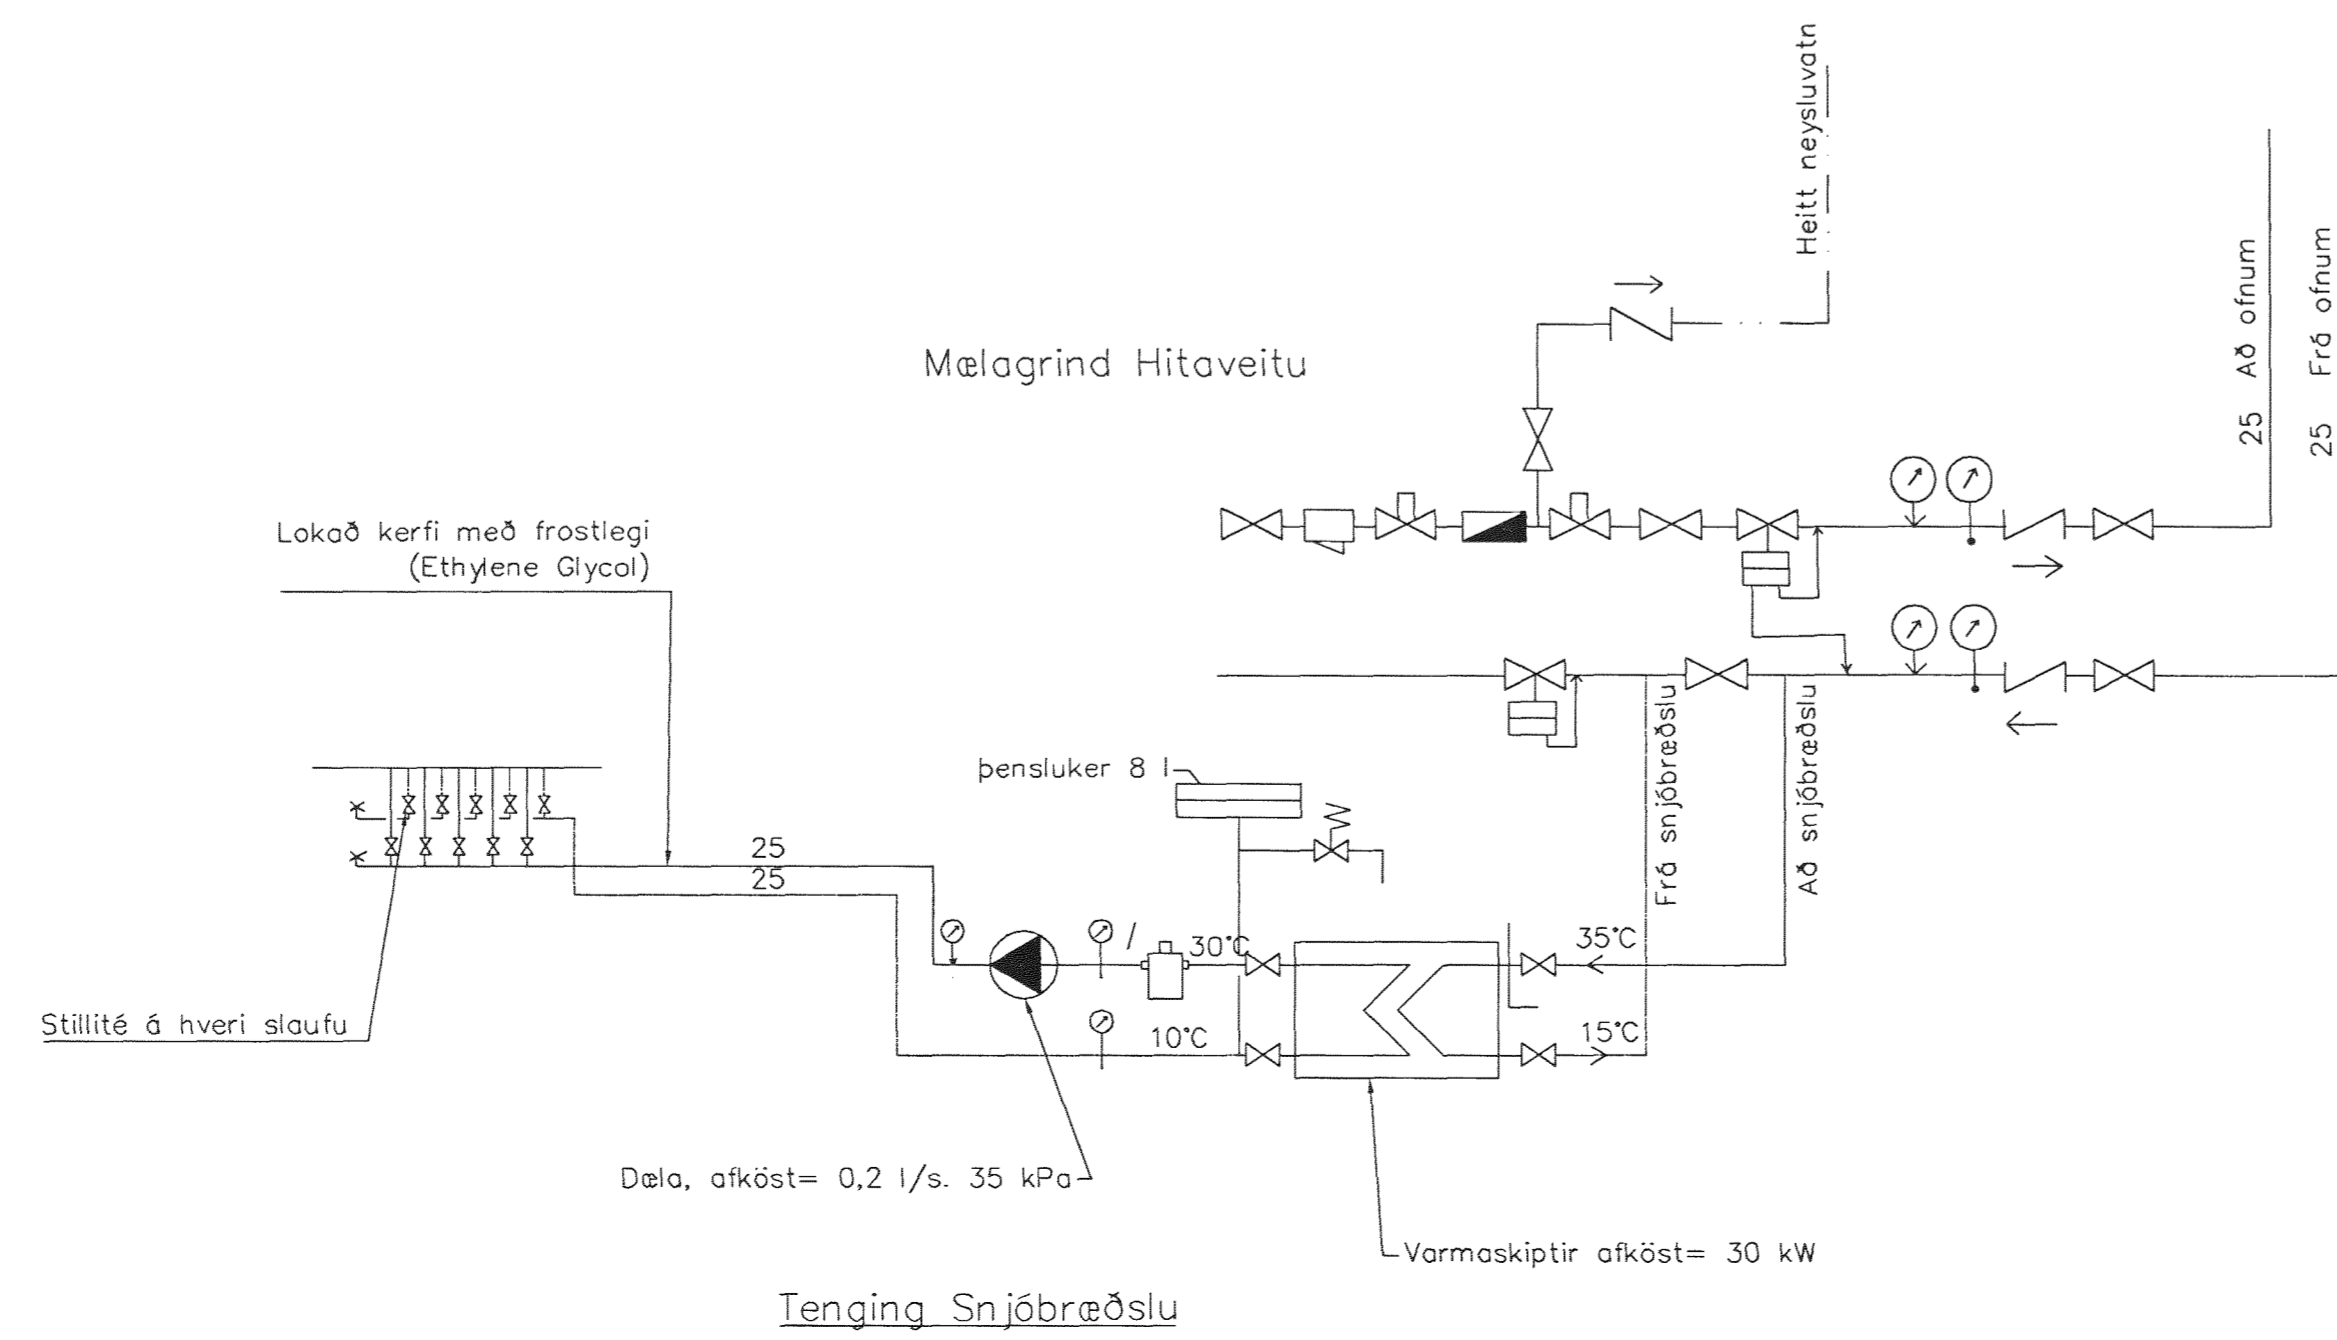 Heitt neysluvatn
25 Að ofnum
25 Frá ofnum
Mælagrind Hitaveitu
Lokað kerfi með frostlegi
(Ethylene Glycol)
Frá snjóbræðslu
Að snjóbræðslu
þensluker 8 l
25
25
30°C
35°C
10°C
15°C
Stillité á hveri slaufu
Dæla, afköst= 0,2 l/s. 35 kPa
Varmaskiptir afköst= 30 kW
Tenging Snjóbræðslu